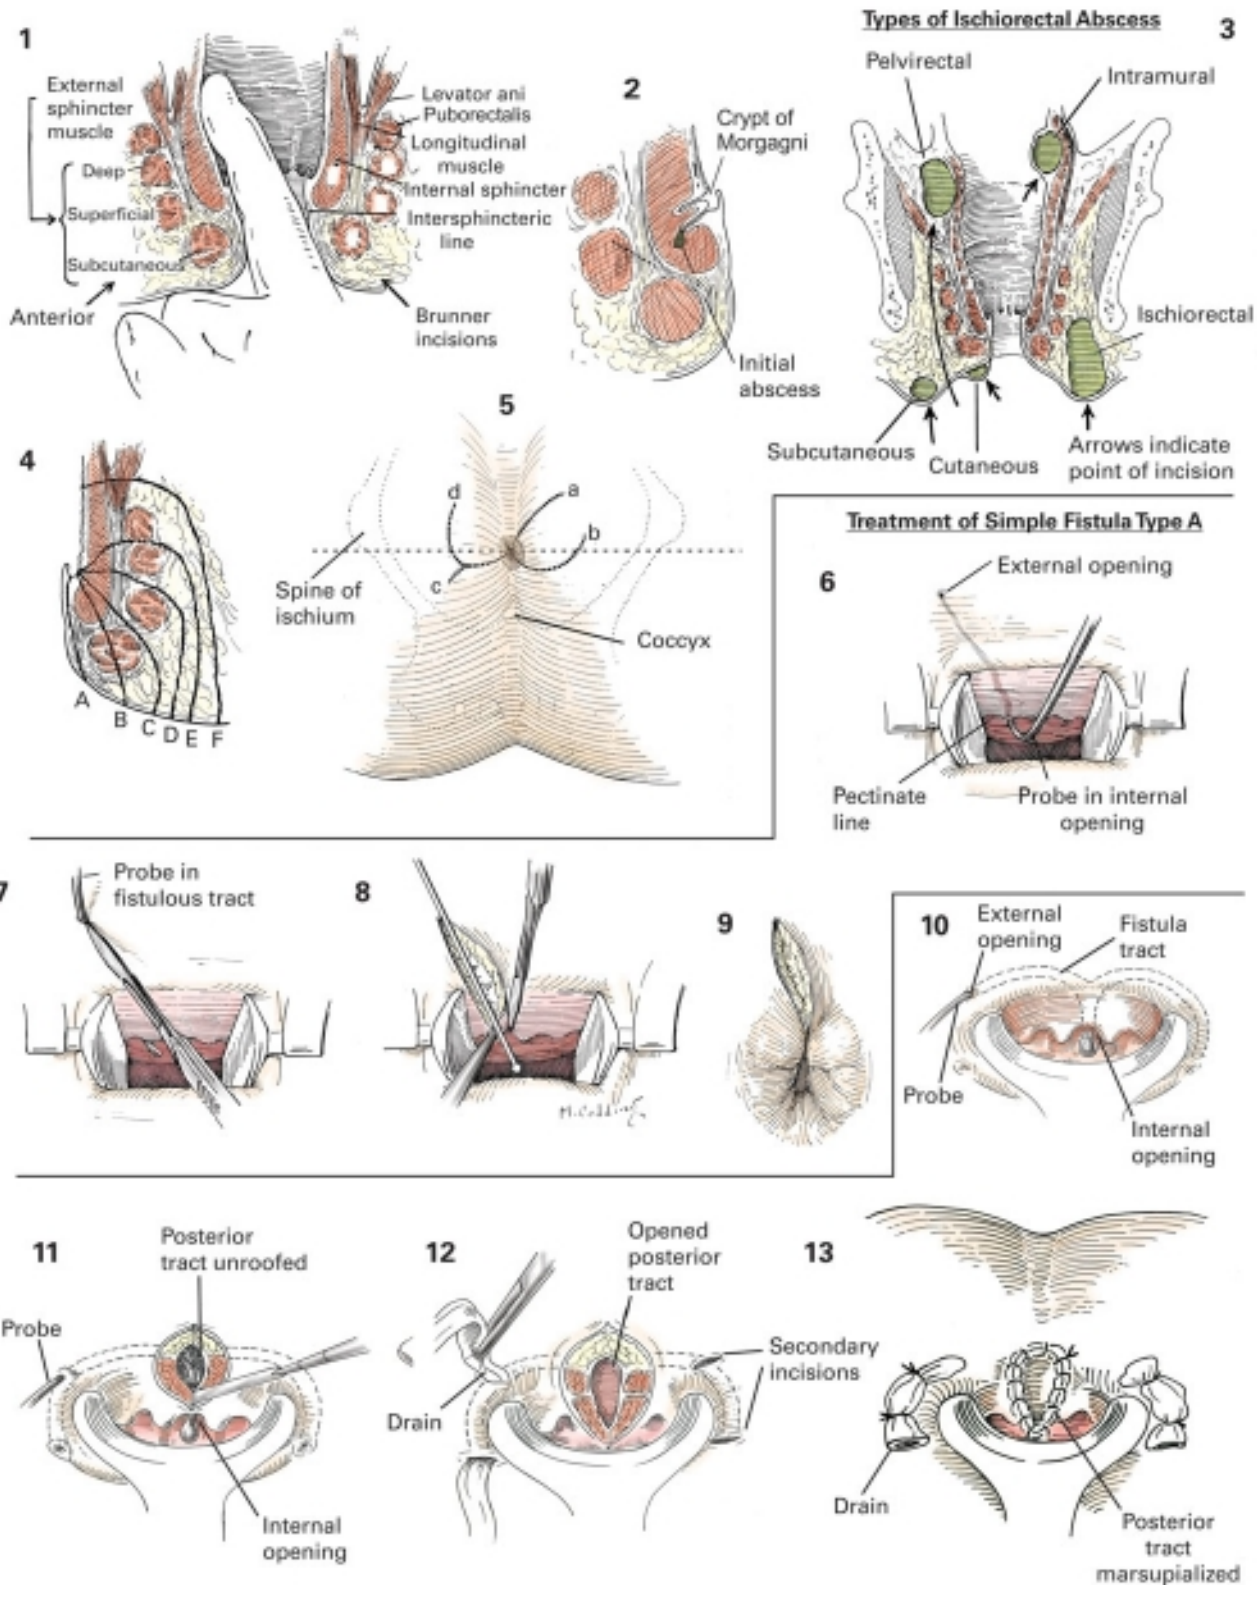 1
External
sphincter
muscle
Deep
Superficial
Subcutaneous
Anterior
Levator ani
Puborectalis
Longitudinal
muscle
Internal sphincter
Intersphincteric
line
Brunner
incisions
2
Crypt of
Morgagni
Initial
abscess
Types of Ischiorectal Abscess
3
Pelvirectal
Intramural
Ischiorectal
Subcutaneous
Cutaneous
Arrows indicate
point of incision
4
A
B
C
D
E
F
5
d
a
b
c
Spine of
ischium
Coccyx
Treatment of Simple Fistula Type A
6
External opening
Pectinate
line
Probe in internal
opening
7
Probe in
fistulous tract
8
9
10
External
opening
Fistula
tract
Probe
Internal
opening
11
Posterior
tract unroofed
Probe
Internal
opening
12
Opened
posterior
tract
Secondary
incisions
Drain
13
Drain
Posterior
tract
marsupialized